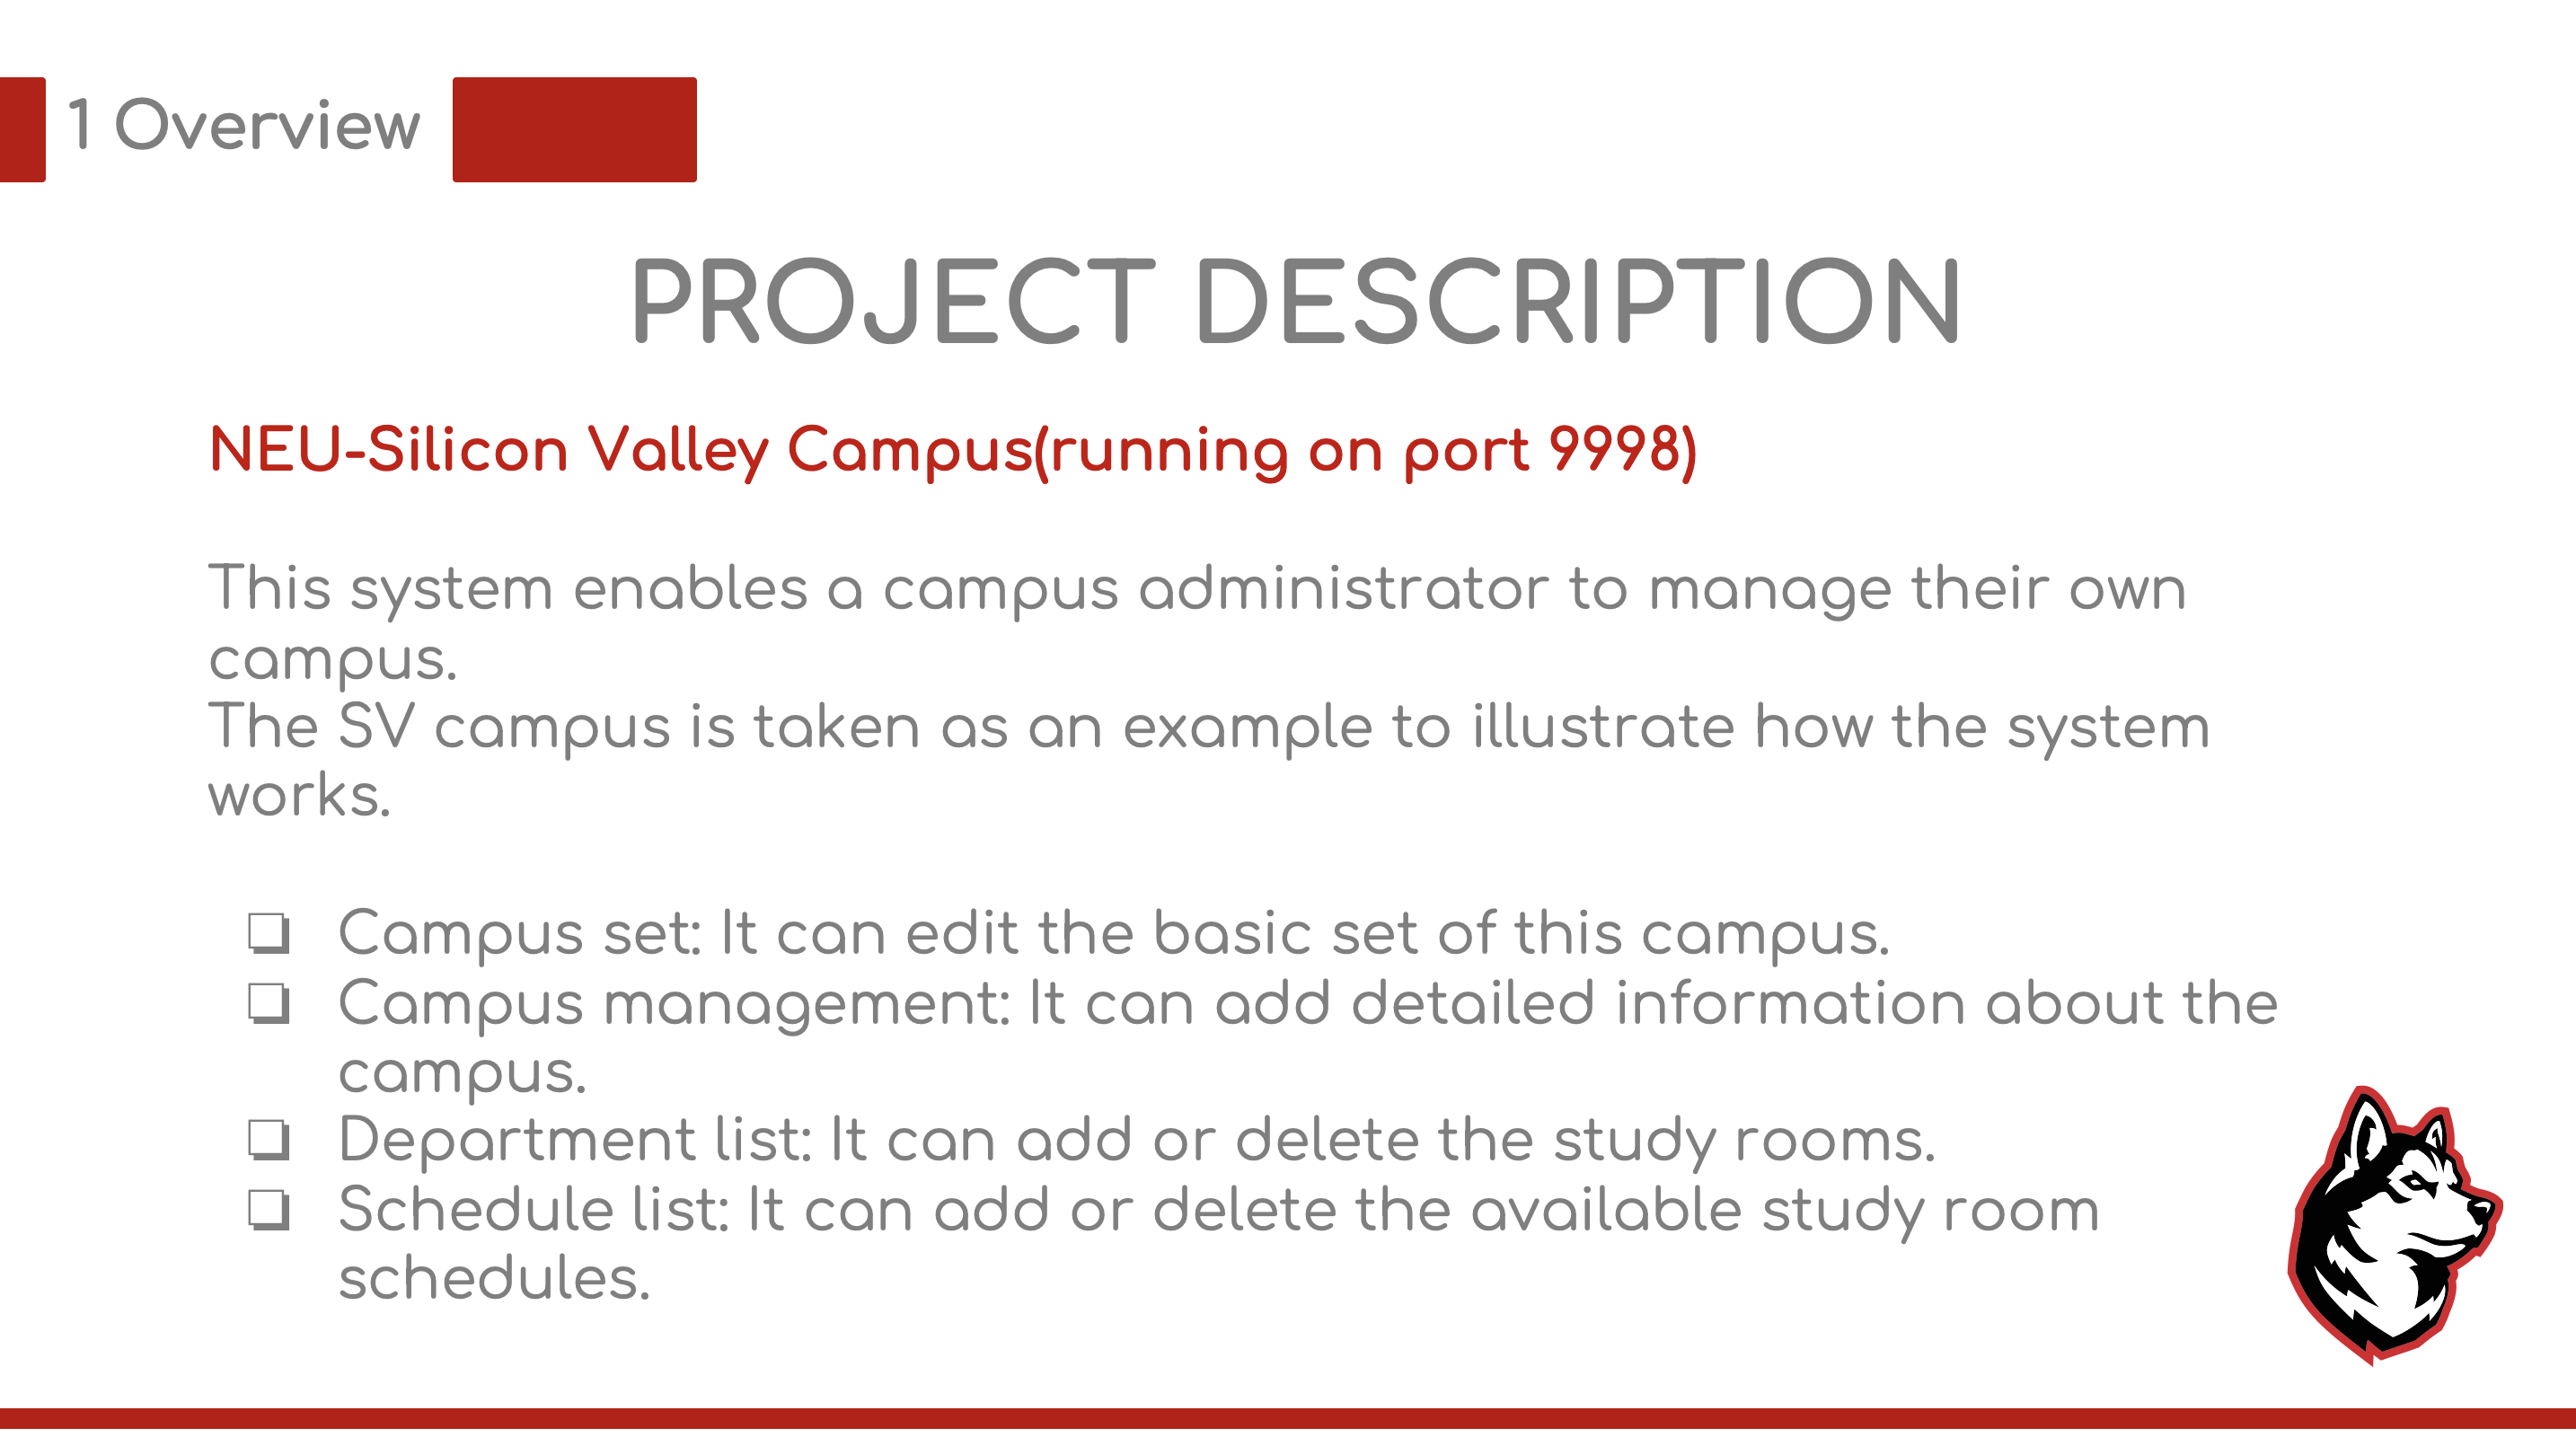 1 Overview
PROJECT DESCRIPTION
NEU-Silicon Valley Campus(running on port 9998)
This system enables a campus administrator to manage their own
campus.
The SV campus is taken as an example to illustrate how the system
works.
❏ Campus set: It can edit the basic set of this campus.
❏ Campus management: It can add detailed information about the
campus.
❏ Department list: It can add or delete the study rooms.
❏ Schedule list: It can add or delete the available study room
schedules.